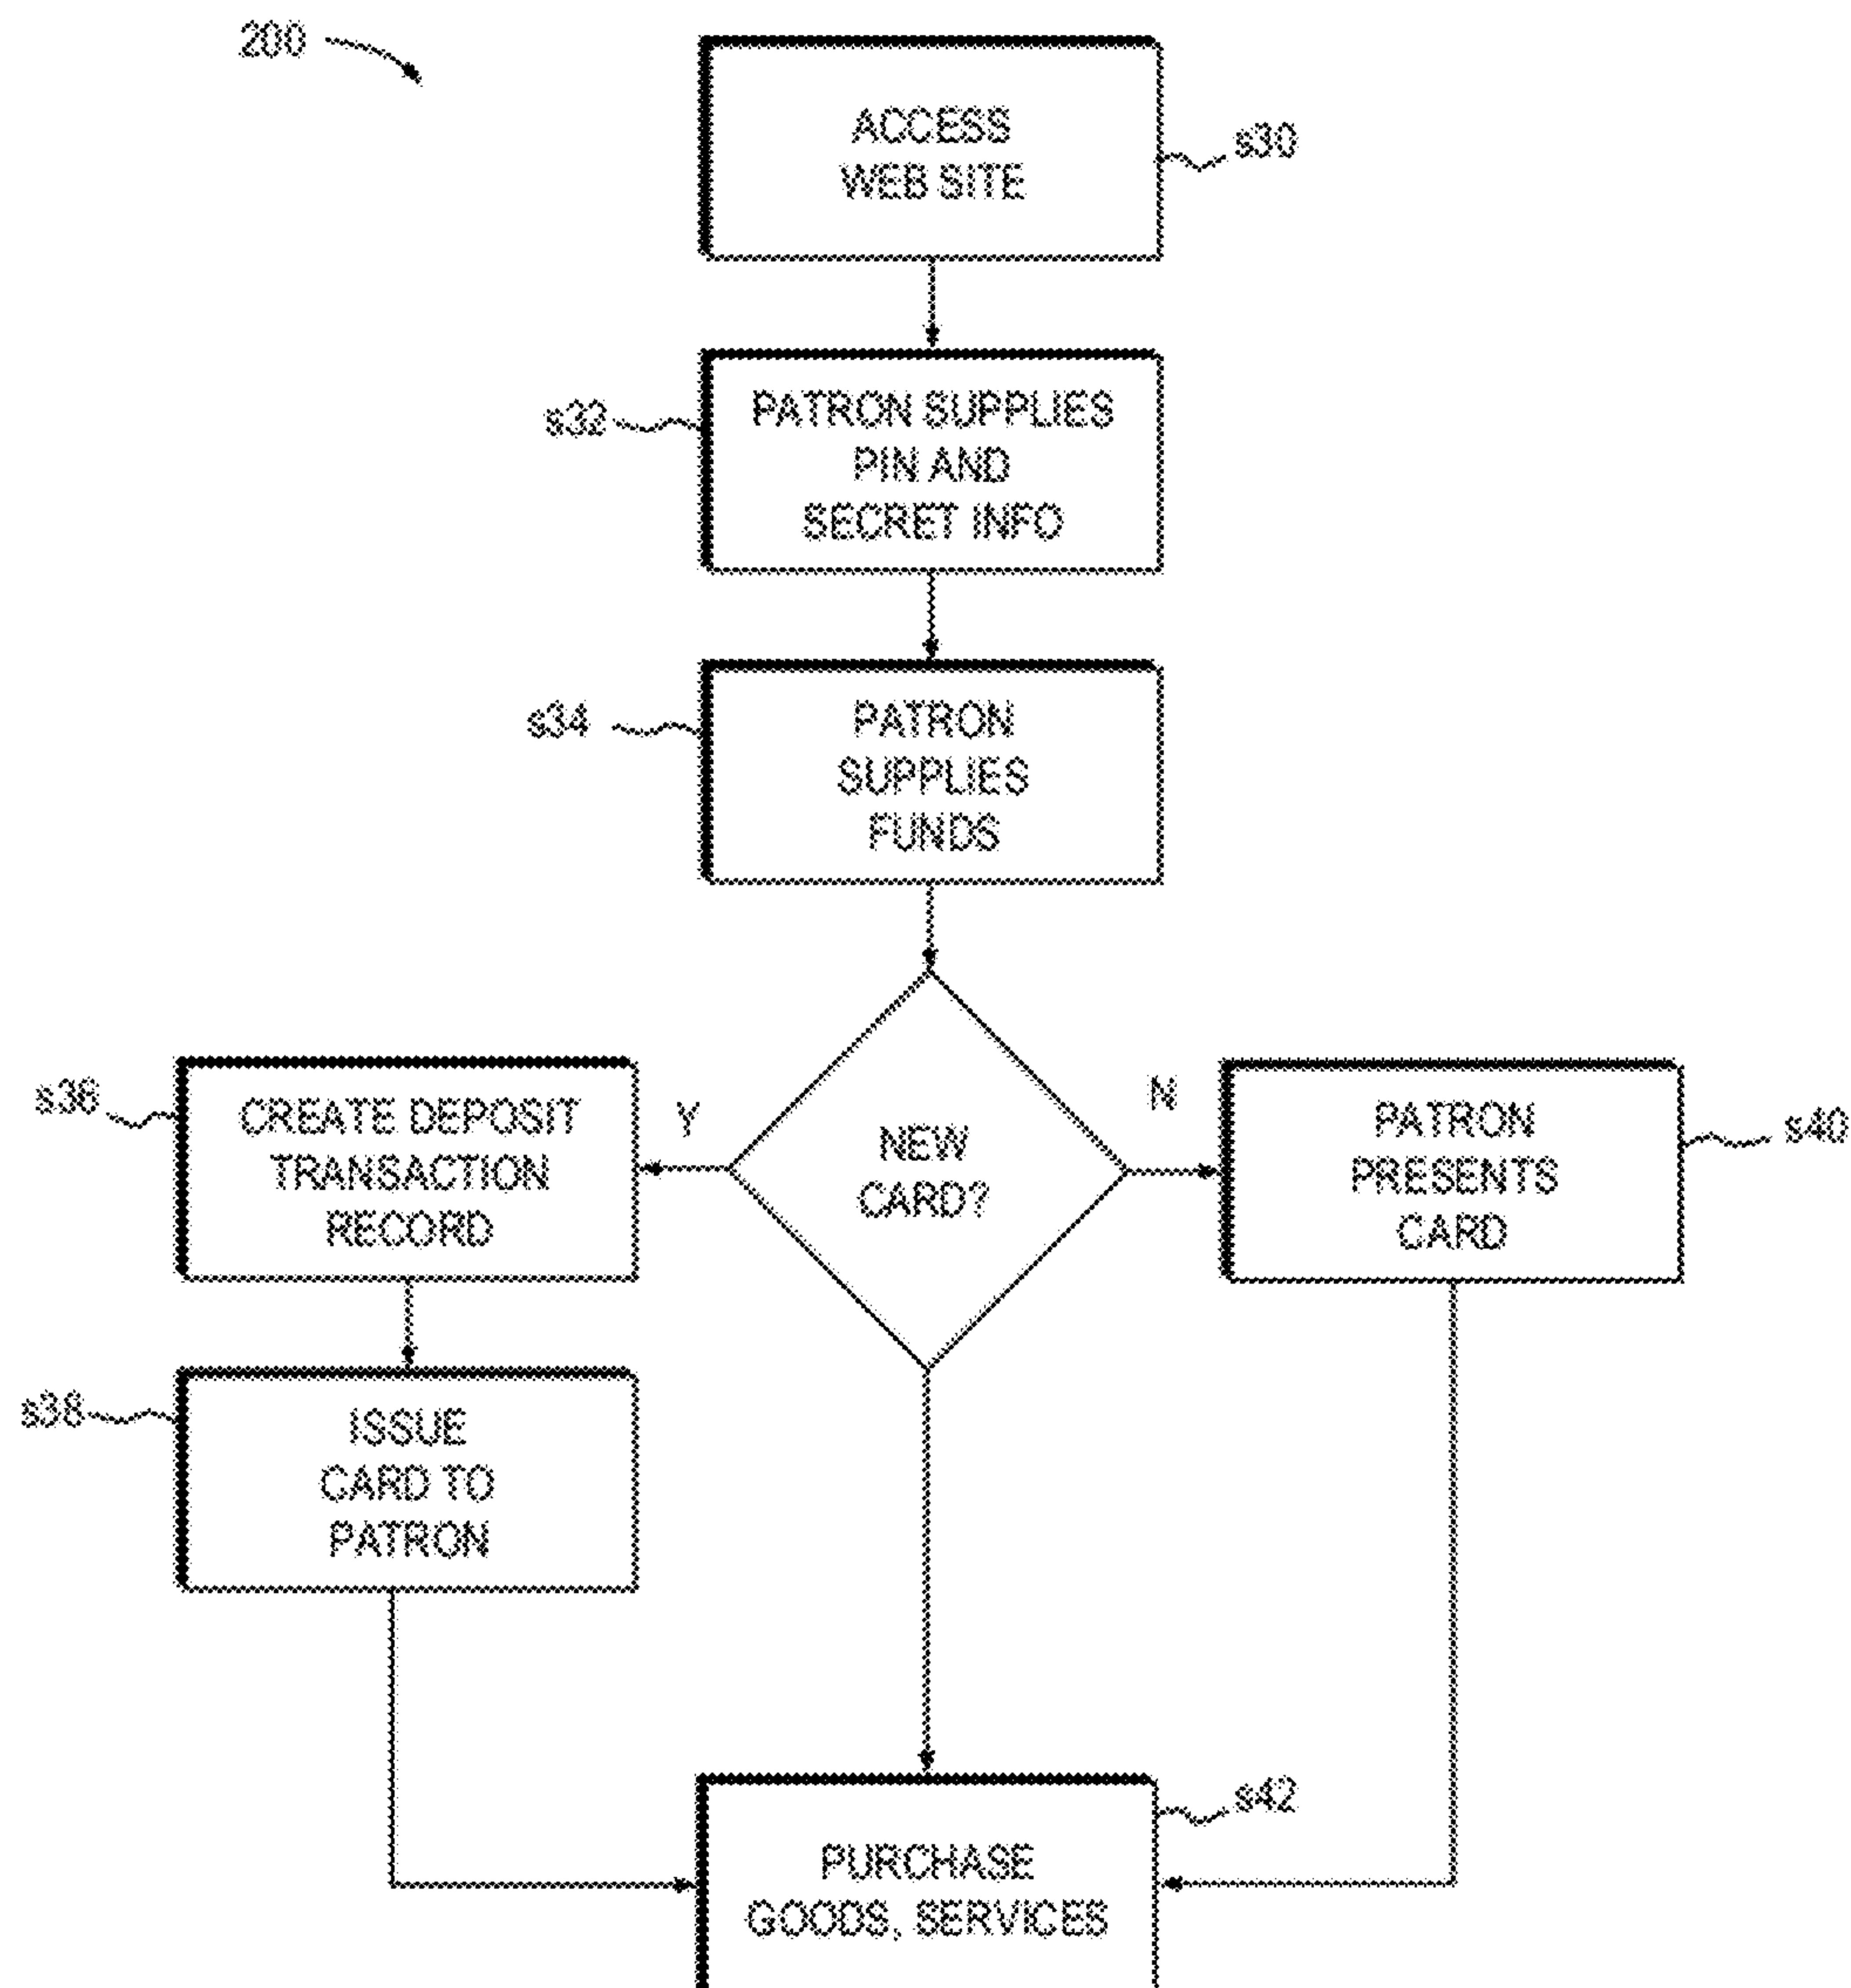 200
ACCESS
WEB SITE
s30
s32
PATRON SUPPLIES
PIN AND
SECRET INFO
s34
PATRON
SUPPLIES
FUNDS
s36
CREATE DEPOSIT
TRANSACTION
RECORD
Y
NEW
CARD?
N
PATRON
PRESENTS
CARD
s40
s38
ISSUE
CARD TO
PATRON
s42
PURCHASE
GOODS, SERVICES